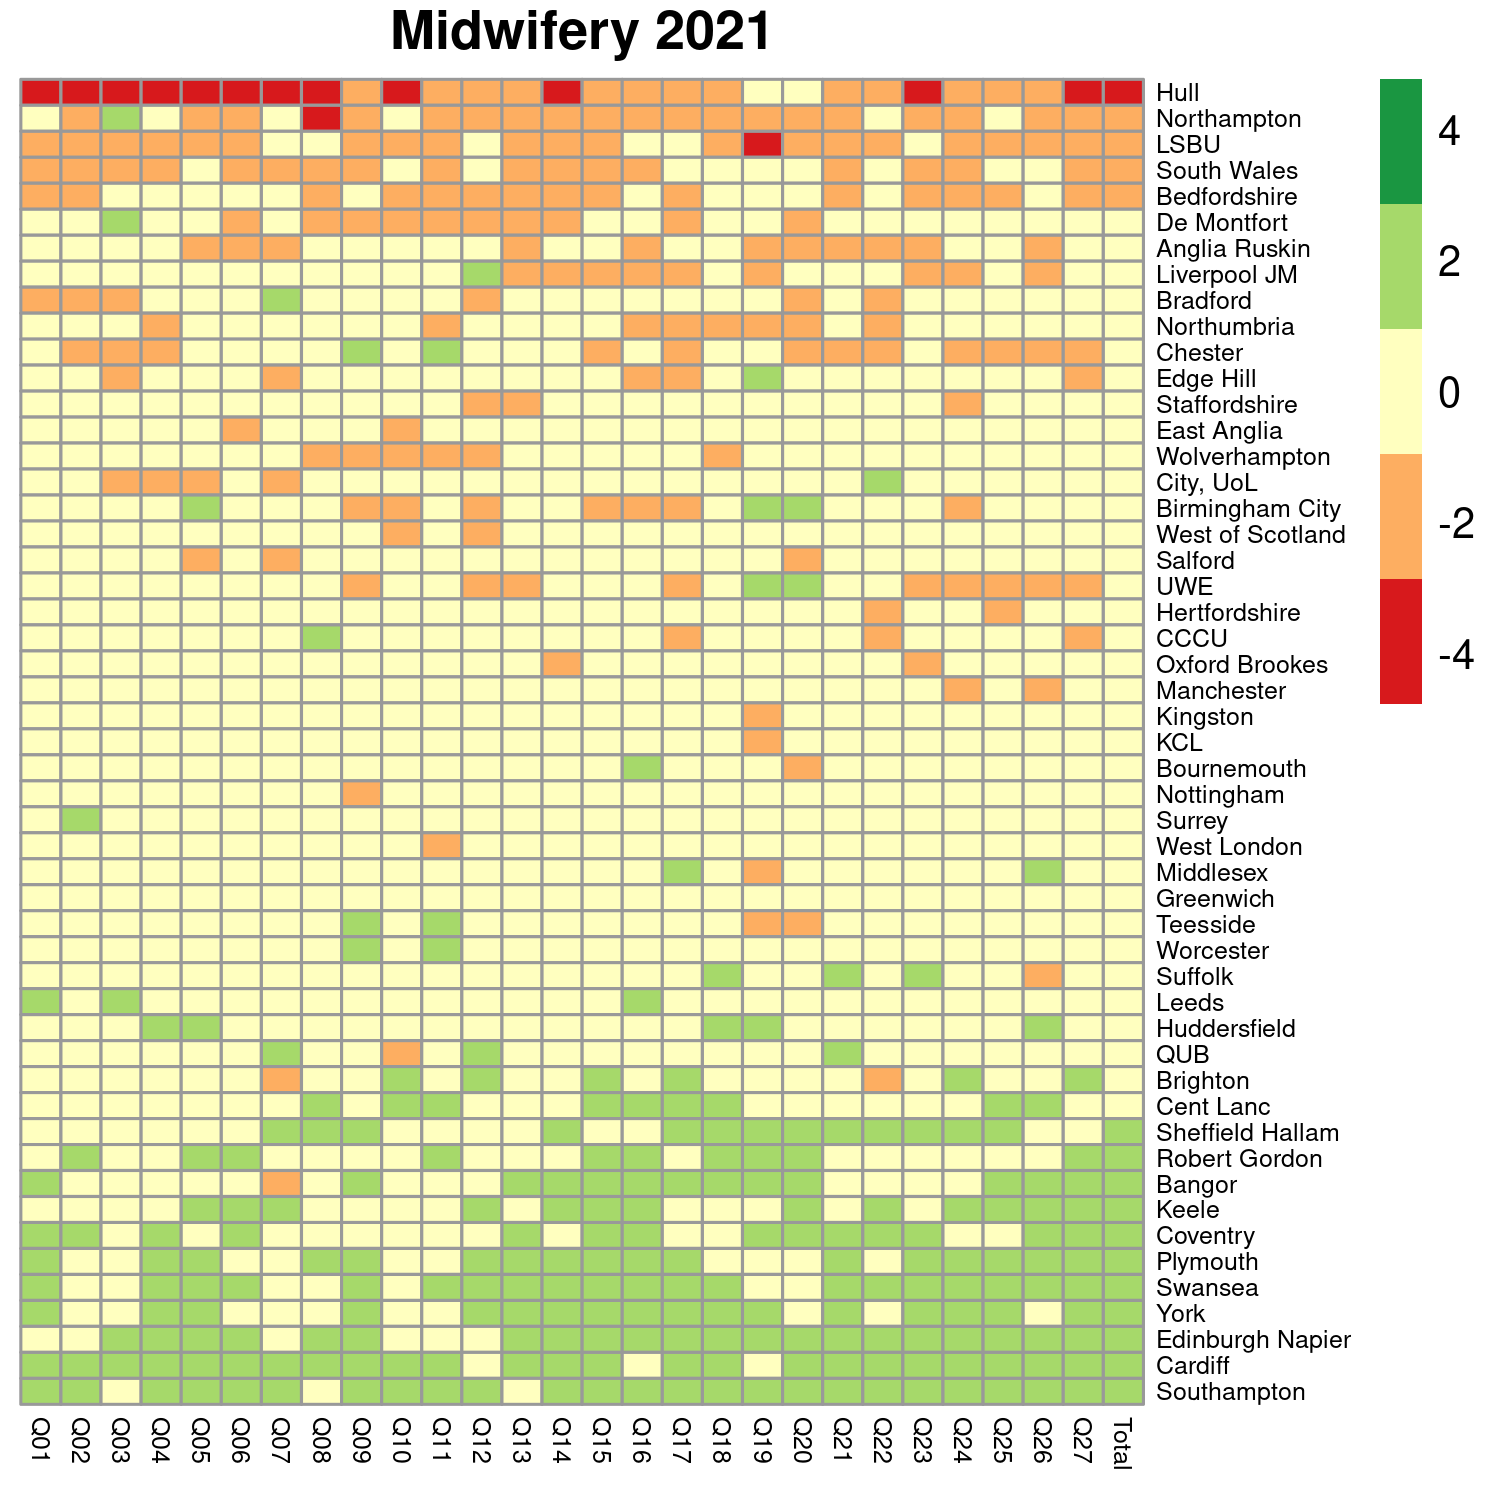 Midwifery 2021
Hull
Northampton
LSBU
South Wales
Bedfordshire
De Montfort
Anglia Ruskin
Liverpool JM
Bradford
Northumbria
Chester
Edge Hill
Staffordshire
East Anglia
Wolverhampton
City, UoL
Birmingham City
West of Scotland
Salford
UWE
Hertfordshire
CCCU
Oxford Brookes
Manchester
Kingston
KCL
Bournemouth
Nottingham
Surrey
West London
Middlesex
Greenwich
Teesside
Worcester
Suffolk
Leeds
Huddersfield
QUB
Brighton
Cent Lanc
Sheffield Hallam
Robert Gordon
Bangor
Keele
Coventry
Plymouth
Swansea
York
Edinburgh Napier
Cardiff
Southampton
4
2
0
-2
-4
Q01
Q02
Q03
Q04
Q05
Q06
Q07
Q08
Q09
Q10
Q11
Q12
Q13
Q14
Q15
Q16
Q17
Q18
Q19
Q20
Q21
Q22
Q23
Q24
Q25
Q26
Q27
Total